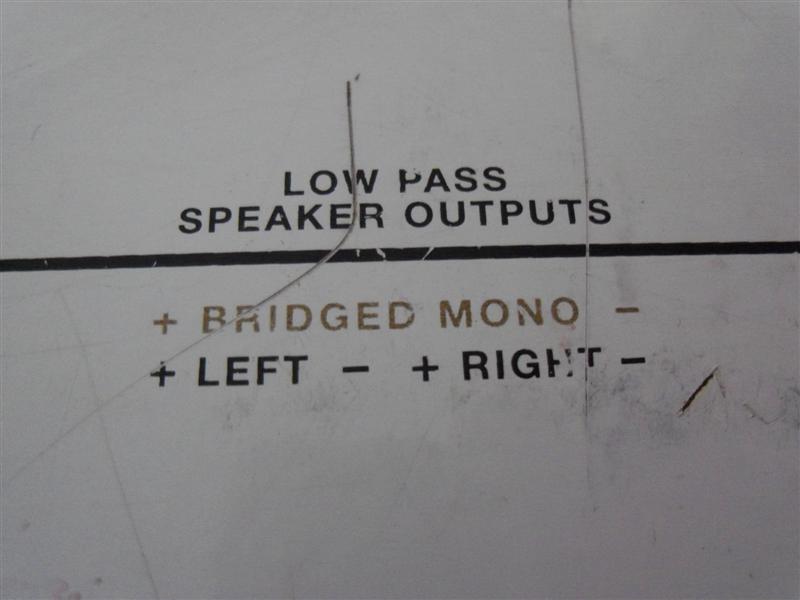 LOW PASS
SPEAKER OUTPUTS
+ BRIDGED MONO -
+ LEFT - + RIGHT -